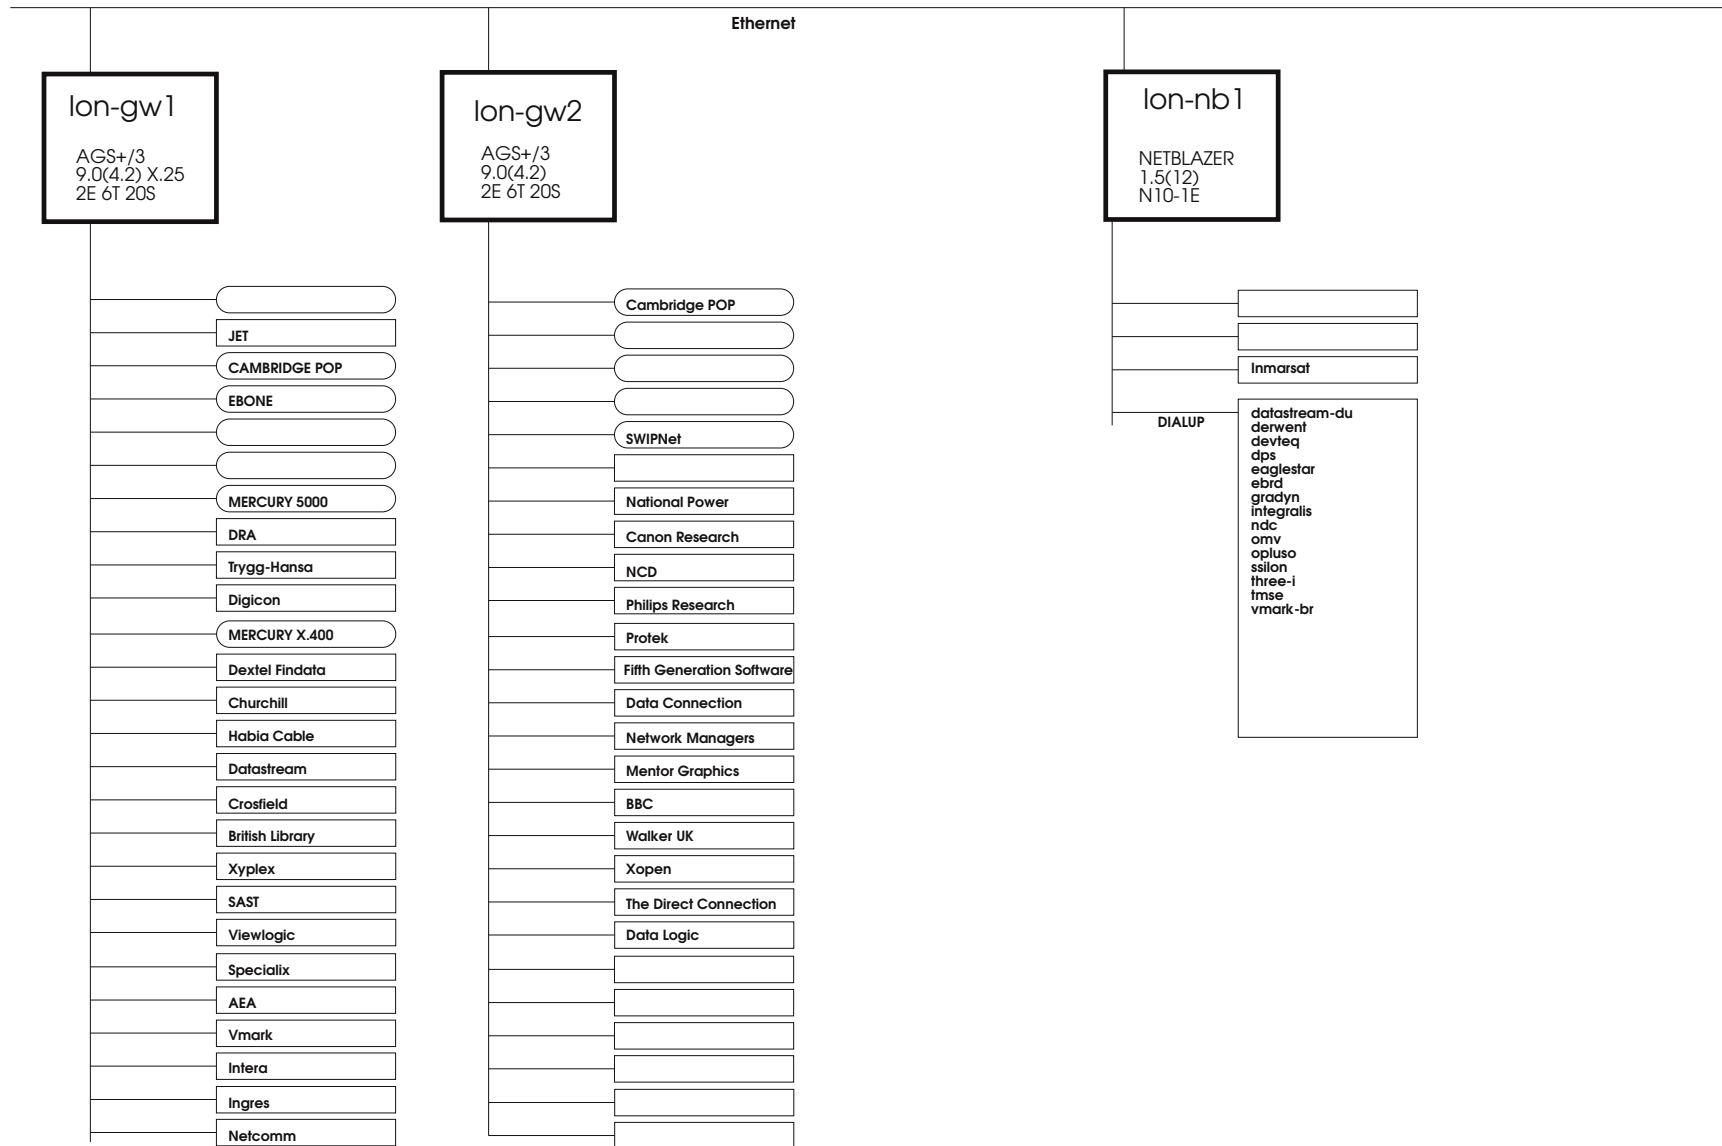 Ethernet
lon-gw1
AGS+/3
9.0(4.2) X.25
2E 6T 20S
JET
CAMBRIDGE POP
EBONE
MERCURY 5000
DRA
Trygg-Hansa
Digicon
MERCURY X.400
Dextel Findata
Churchill
Habia Cable
Datastream
Crosfield
British Library
Xyplex
SAST
Viewlogic
Specialix
AEA
Vmark
Intera
Ingres
Netcomm
lon-gw2
AGS+/3
9.0(4.2)
2E 6T 20S
Cambridge POP
SWIPNet
National Power
Canon Research
NCD
Philips Research
Protek
Fifth Generation Software
Data Connection
Network Managers
Mentor Graphics
BBC
Walker UK
Xopen
The Direct Connection
Data Logic
lon-nb1
NETBLAZER
1.5(12)
N10-1E
Inmarsat
DIALUP
datastream-du
derwent
devteq
dps
eaglestar
ebrd
gradyn
integralis
ndc
omv
opluso
ssilon
three-i
tmse
vmark-br